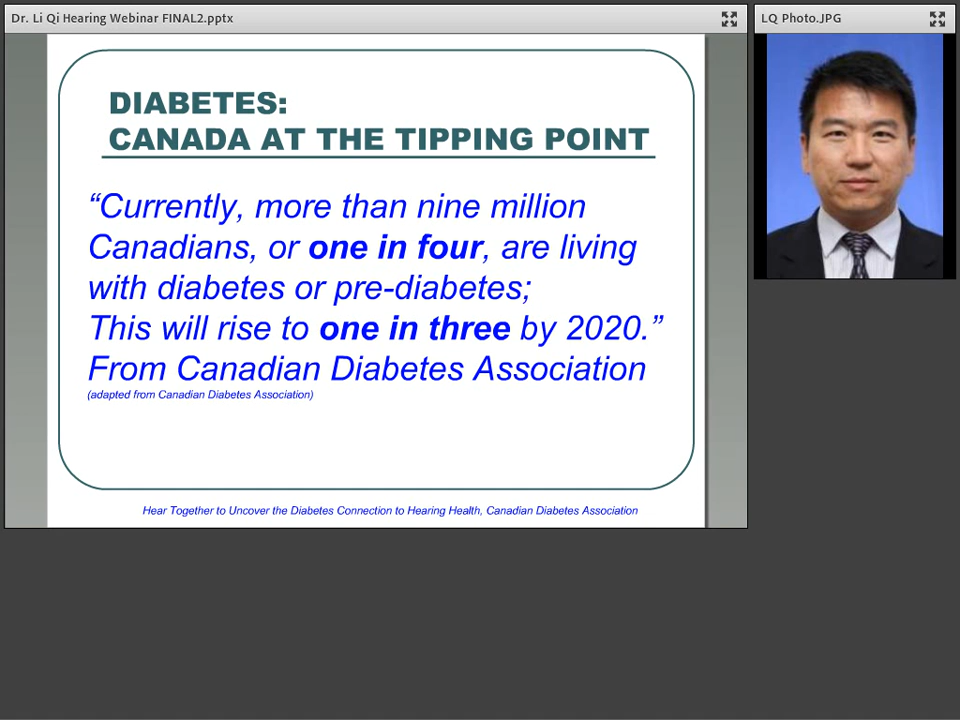 Dr. Li Qi Hearing Webinar FINAL2.pptx
LQ Photo.JPG
DIABETES:
CANADA AT THE TIPPING POINT
“Currently, more than nine million
Canadians, or one in four, are living
with diabetes or pre-diabetes;
This will rise to one in three by 2020.”
From Canadian Diabetes Association
(adapted from Canadian Diabetes Association)
Hear Together to Uncover the Diabetes Connection to Hearing Health, Canadian Diabetes Association